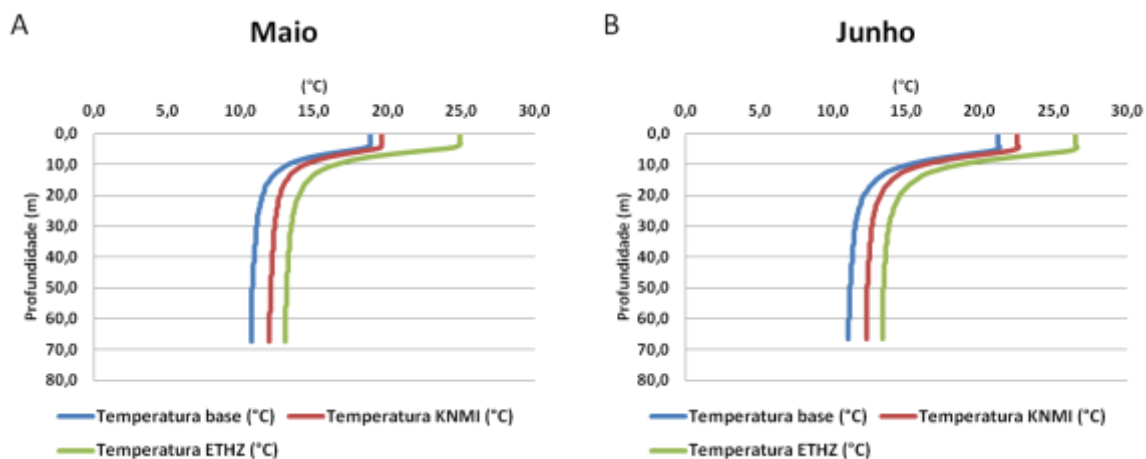 A
Maio
(°C)
0,0 5,0 10,0 15,0 20,0 25,0 30,0
0,0
10,0
20,0
30,0
40,0
50,0
60,0
70,0
80,0
Profundidade (m)
Temperatura base (°C) Temperatura KNMI (°C)
Temperatura ETHZ (°C)
B
Junho
(°C)
0,0 5,0 10,0 15,0 20,0 25,0 30,0
0,0
10,0
20,0
30,0
40,0
50,0
60,0
70,0
80,0
Profundidade (m)
Temperatura base (°C) Temperatura KNMI (°C)
Temperatura ETHZ (°C)